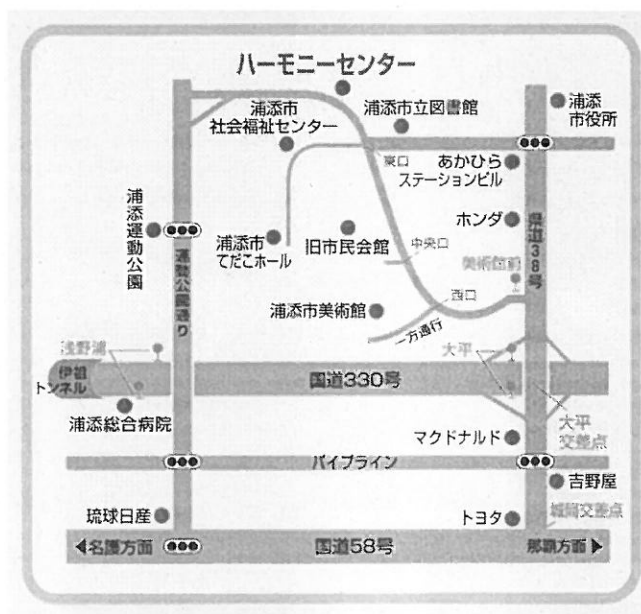 ハーモニーセンター
浦添市
社会福祉センター
浦添市立図書館
浦添
市役所
東口
あかひら
ステーションビル
浦添運動公園
運動公園通り
浦添市
てだこホール
旧市民会館
ホンダ
中央口
県道38号
美術館前
浦添市美術館
西口
一方通行
浅野浦
伊祖
トンネル
国道330号
大平
浦添総合病院
マクドナルド
大平
交差点
パイプライン
吉野屋
琉球日産
トヨタ
城間交差点
名護方面
国道58号
那覇方面